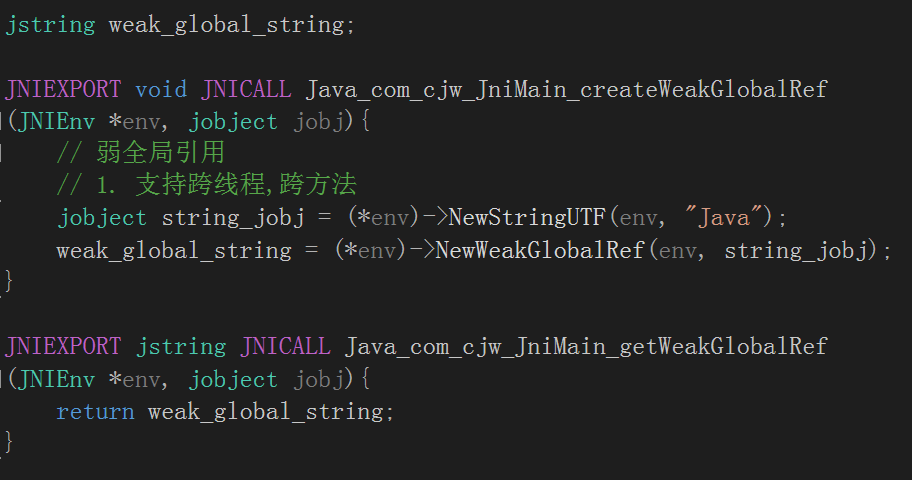 jstring weak_global_string;
JNIEXPORT void JNICALL Java_com_cjw_JniMain_createWeakGlobalRef
(JNIEnv *env, jobject jobj){
// 弱全局引用
// 1. 支持跨线程,跨方法
jobject string_jobj = (*env)->NewStringUTF(env, "Java");
weak_global_string = (*env)->NewWeakGlobalRef(env, string_jobj);
}
JNIEXPORT jstring JNICALL Java_com_cjw_JniMain_getWeakGlobalRef
(JNIEnv *env, jobject jobj){
return weak_global_string;
}